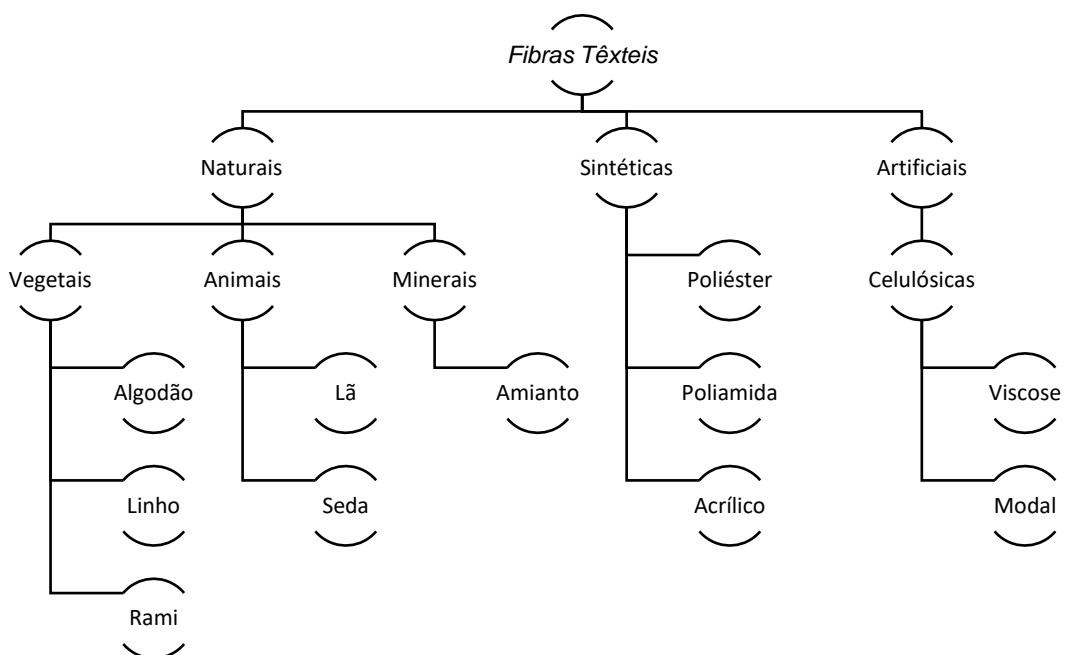 Fibras Têxteis
Naturais
Sintéticas
Artificiais
Vegetais
Animais
Minerais
Poliéster
Celulósicas
Algodão
Lã
Amianto
Poliamida
Viscose
Linho
Seda
Acrílico
Modal
Rami